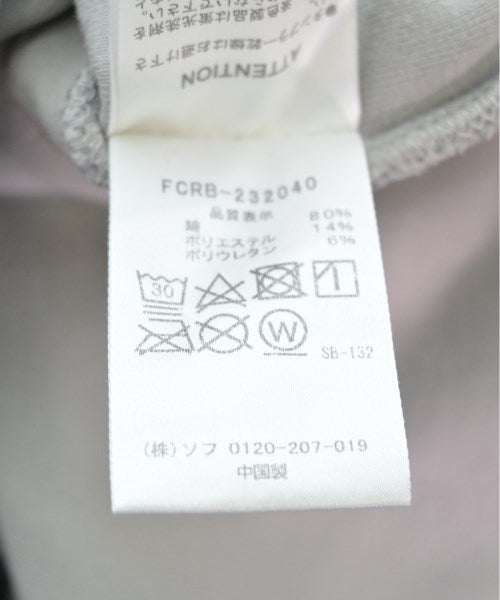 ATTENTION
FCRB-232040
品質表示
綿 80%
ポリエステル 14%
ポリウレタン 6%
30
W
SB-132
(株)ソフ 0120-207-019
中国製